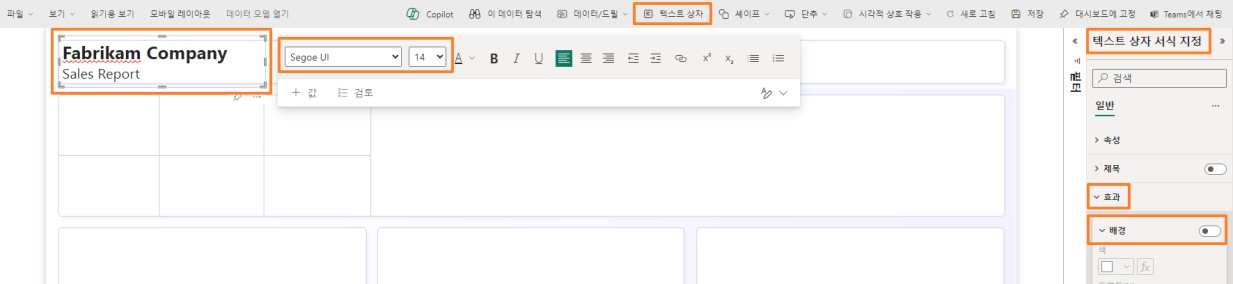 파일 보기 읽기용 보기 모바일 레이아웃 데이터 모델 열기 Copilot 이 데이터 탐색 데이터/드릴 텍스트 상자 셰이프 단추 시각적 상호 작용 새로 고침 저장 대시보드에 고정 Teams에서 채팅
Fabrikam Company
Sales Report
Segoe UI 14 A B I U X² X₂
+ 값 검토
텍스트 상자 서식 지정
필터
검색
일반
속성
제목
효과
배경
색
fx